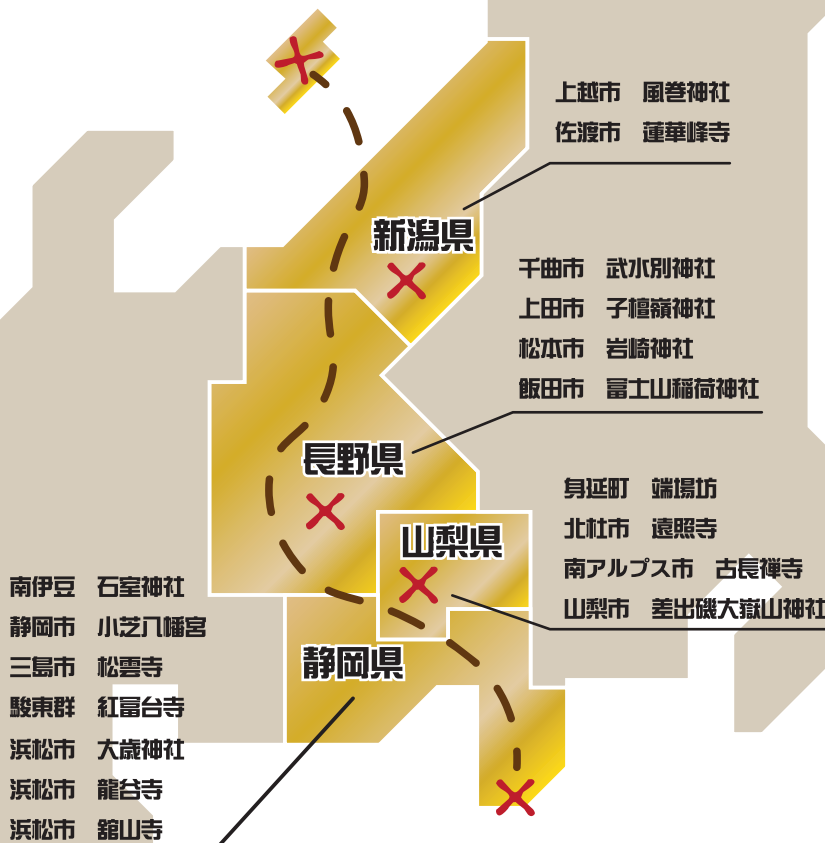 上越市　風巻神社
佐渡市　蓮華峰寺
新潟県
千曲市　武水別神社
上田市　子檀嶺神社
松本市　岩崎神社
飯田市　富士山稲荷神社
長野県
身延町　端場坊
北杜市　遠照寺
南アルプス市　古長禅寺
山梨市　差出磯大嶽山神社
山梨県
南伊豆　石室神社
静岡市　小芝八幡宮
三島市　松雲寺
駿東群　紅富台寺
浜松市　大歳神社
浜松市　龍谷寺
浜松市　舘山寺
静岡県